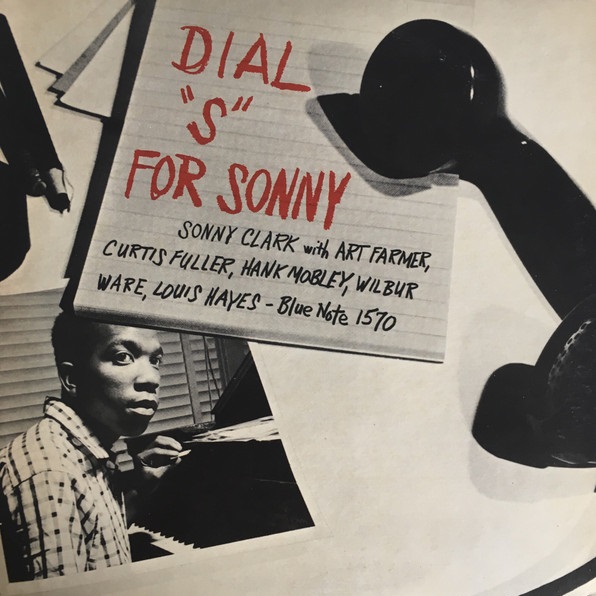 DIAL
"S"
FOR SONNY
SONNY CLARK with ART FARMER,
CURTIS FULLER, HANK MOBLEY, WILBUR
WARE, LOUIS HAYES - Blue Note 1570